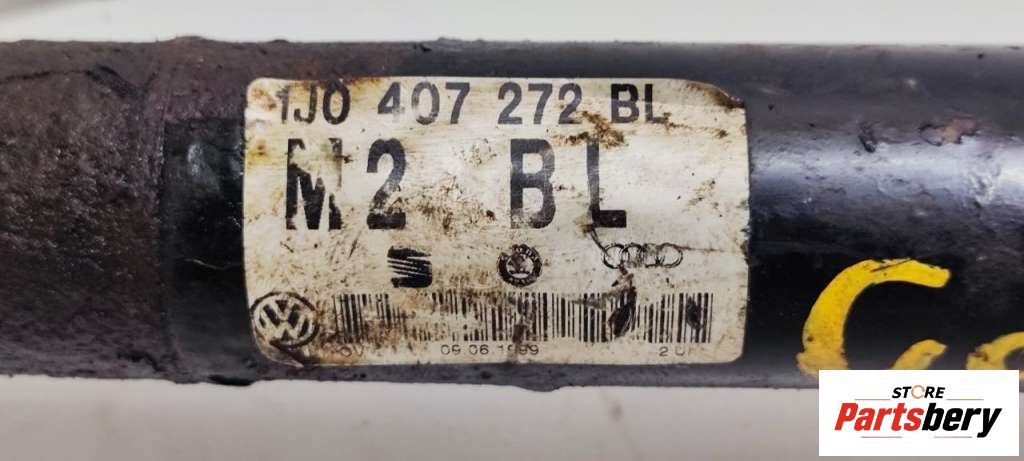 1J0 407 272 BL
M2 BL
09.06.1999
STORE
Partsbery